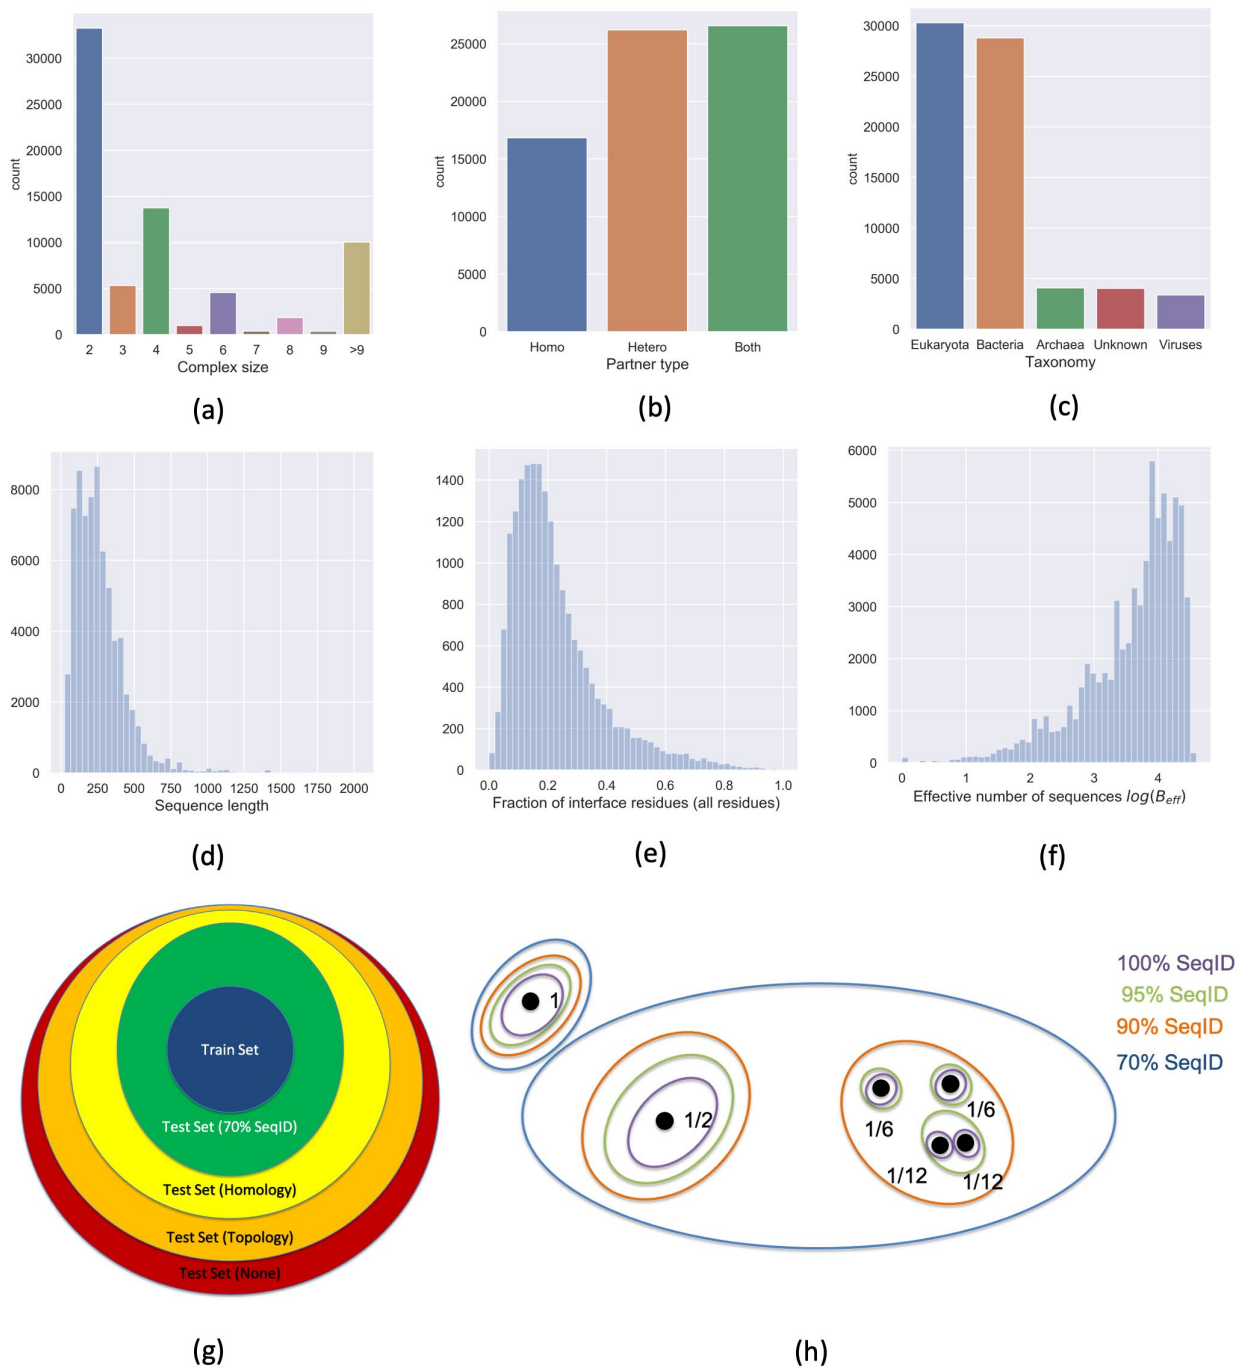 30000
25000
20000
15000
10000
5000
0
count
2 3 4 5 6 7 8 9 >9
Complex size
(a)
25000
20000
15000
10000
5000
0
count
Homo Hetero Both
Partner type
(b)
30000
25000
20000
15000
10000
5000
0
count
Eukaryota Bacteria Archaea Unknown Viruses
Taxonomy
(c)
8000
6000
4000
2000
0
0 250 500 750 1000 1250 1500 1750 2000
Sequence length
(d)
1400
1200
1000
800
600
400
200
0
0.0 0.2 0.4 0.6 0.8 1.0
Fraction of interface residues (all residues)
(e)
6000
5000
4000
3000
2000
1000
0
0 1 2 3 4
Effective number of sequences log(B_eff)
(f)
Train Set
Test Set (70% SeqID)
Test Set (Homology)
Test Set (Topology)
Test Set (None)
(g)
1
1/2
1/6
1/6
1/12
1/12
100% SeqID
95% SeqID
90% SeqID
70% SeqID
(h)